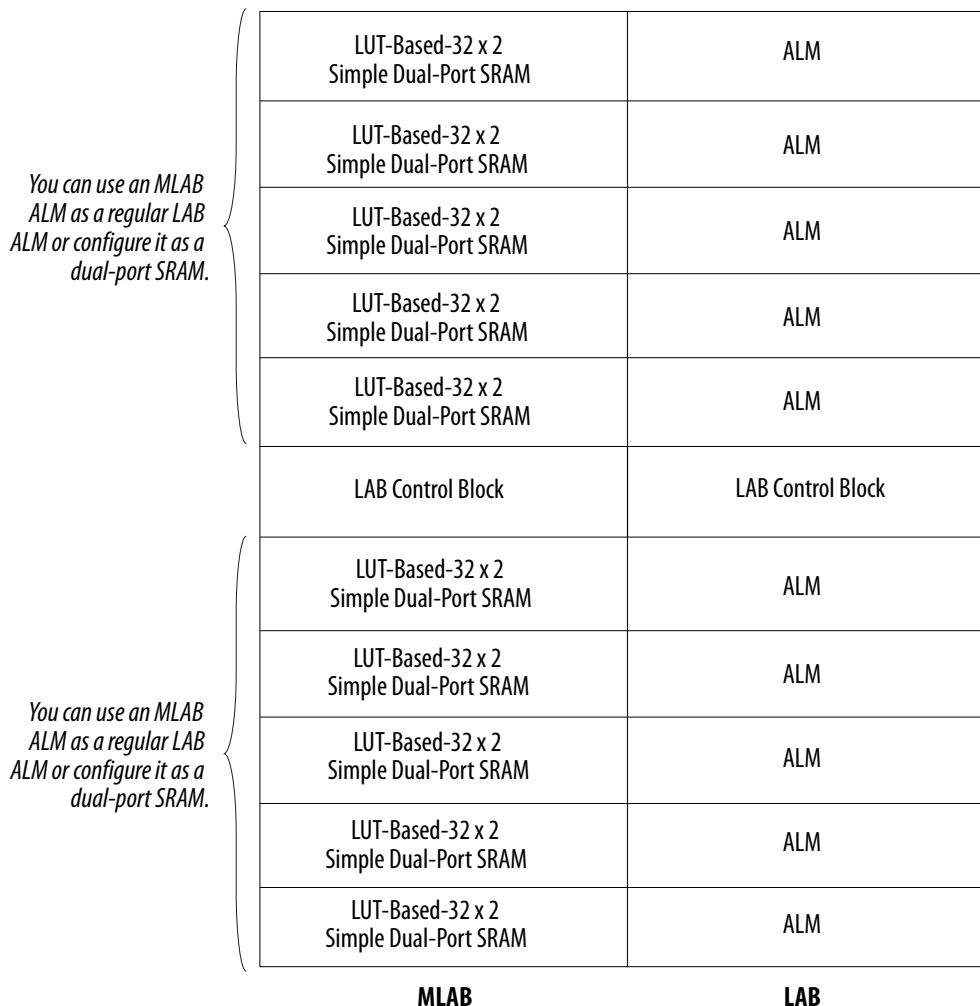 LUT-Based-32 x 2
Simple Dual-Port SRAM
ALM
LUT-Based-32 x 2
Simple Dual-Port SRAM
ALM
You can use an MLAB
ALM as a regular LAB
ALM or configure it as a
dual-port SRAM.
LUT-Based-32 x 2
Simple Dual-Port SRAM
ALM
LUT-Based-32 x 2
Simple Dual-Port SRAM
ALM
LUT-Based-32 x 2
Simple Dual-Port SRAM
ALM
LAB Control Block
LAB Control Block
LUT-Based-32 x 2
Simple Dual-Port SRAM
ALM
LUT-Based-32 x 2
Simple Dual-Port SRAM
ALM
You can use an MLAB
ALM as a regular LAB
ALM or configure it as a
dual-port SRAM.
LUT-Based-32 x 2
Simple Dual-Port SRAM
ALM
LUT-Based-32 x 2
Simple Dual-Port SRAM
ALM
LUT-Based-32 x 2
Simple Dual-Port SRAM
ALM
MLAB
LAB